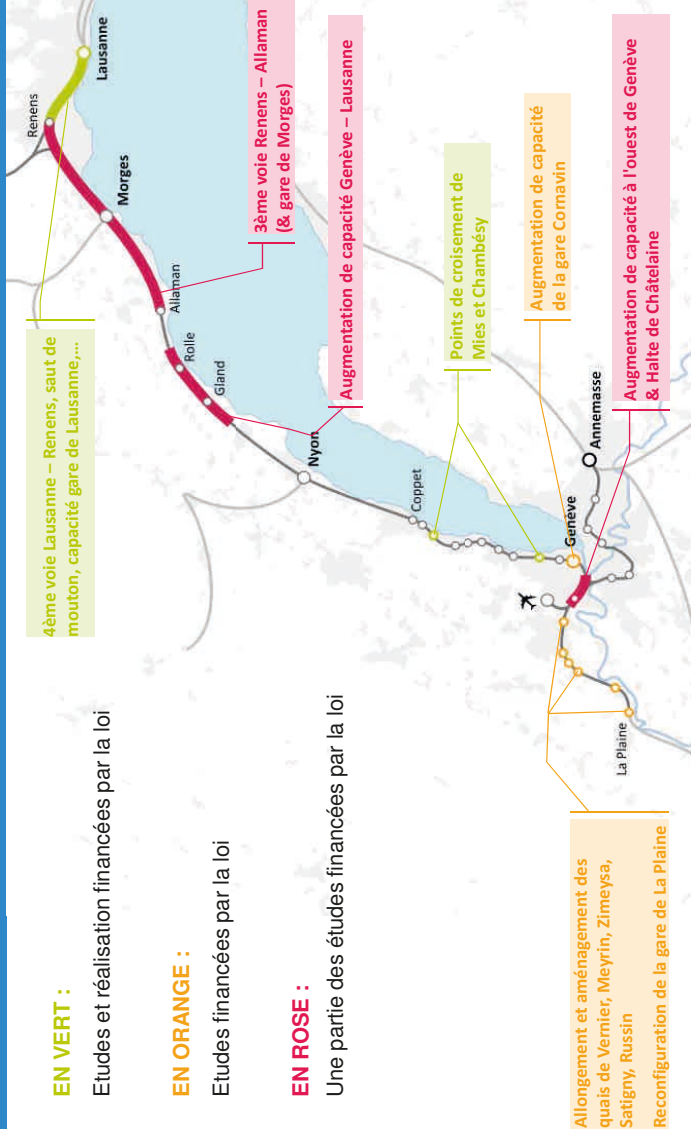 EN VERT :
Etudes et réalisation financées par la loi
EN ORANGE :
Etudes financées par la loi
EN ROSE :
Une partie des études financées par la loi
4ème voie Lausanne – Renens, saut de
mouton, capacité gare de Lausanne,...
Renens
Lausanne
Morges
3ème voie Renens – Allaman
(& gare de Morges)
Allaman
Rolle
Gland
Augmentation de capacité Genève – Lausanne
Nyon
Coppet
Points de croisement de
Mies et Chambésy
Augmentation de capacité
de la gare Cornavin
Genève
Annemasse
Augmentation de capacité à l'ouest de Genève
& Halte de Châtelaine
La Plaine
Allongement et aménagement des
quais de Vernier, Meyrin, Zimeysa,
Satigny, Russin
Reconfiguration de la gare de La Plaine